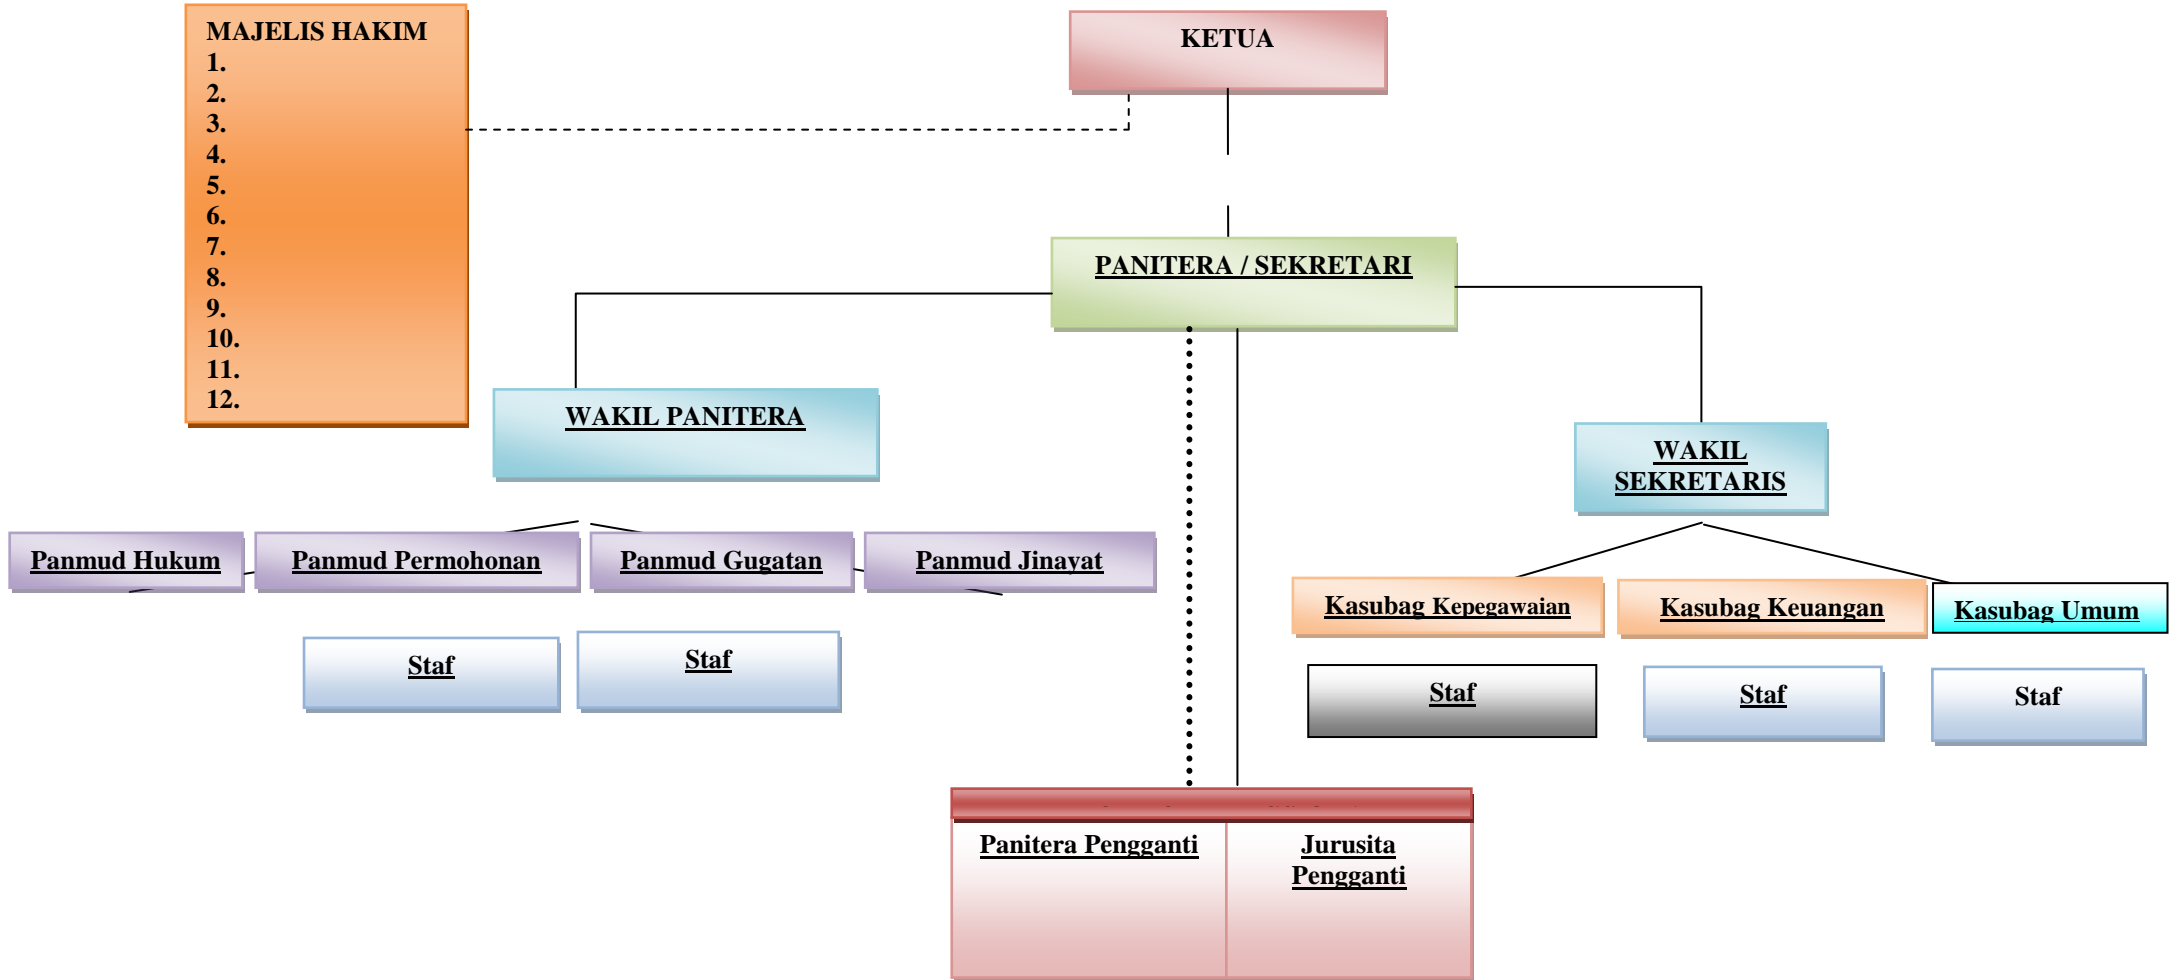 MAJELIS HAKIM
1.
2.
3.
4.
5.
6.
7.
8.
9.
10.
11.
12.
KETUA
PANITERA / SEKRETARI
WAKIL PANITERA
WAKIL
SEKRETARIS
Panmud Hukum
Panmud Permohonan
Panmud Gugatan
Panmud Jinayat
Kasubag Kepegawaian
Kasubag Keuangan
Kasubag Umum
Staf
Staf
Staf
Staf
Staf
Panitera Pengganti
Jurusita
Pengganti